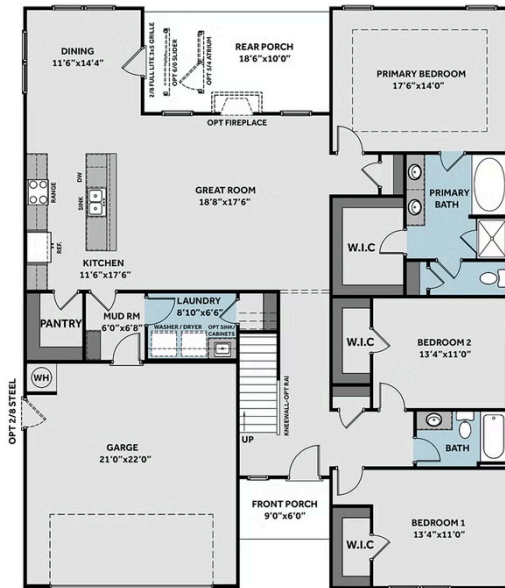 DINING
11'6"x14'4"
2/8 FULL LITE 3x5 GRILLE
OPT 6/0 SLIDER
OPT 5/4 ATRIUM
REAR PORCH
18'6"x10'0"
PRIMARY BEDROOM
17'6"x14'0"
OPT FIREPLACE
RANGE
DW
SINK
REF.
GREAT ROOM
18'8"x17'6"
PRIMARY
BATH
W.I.C
KITCHEN
11'6"x17'6"
PANTRY
MUD RM
6'0"x6'8"
LAUNDRY
8'10"x6'6"
WASHER / DRYER
OPT SINK/
CABINETS
W.I.C
BEDROOM 2
13'4"x11'0"
WH
OPT 2/8 STEEL
KNEEWALL-OPT RAI
UP
BATH
GARGE
21'0"x22'0"
FRONT PORCH
9'0"x6'0"
W.I.C
BEDROOM 1
13'4"x11'0"